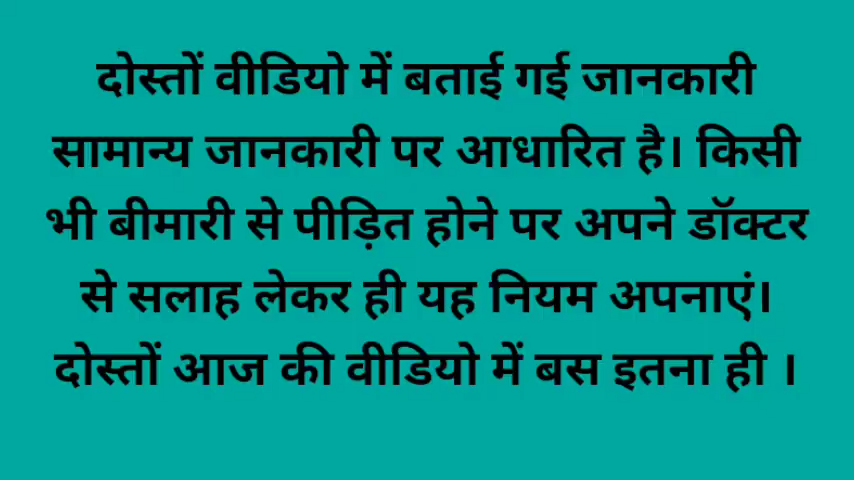 दोस्तों वीडियो में बताई गई जानकारी
सामान्य जानकारी पर आधारित है। किसी
भी बीमारी से पीड़ित होने पर अपने डॉक्टर
से सलाह लेकर ही यह नियम अपनाएं।
दोस्तों आज की वीडियो में बस इतना ही ।